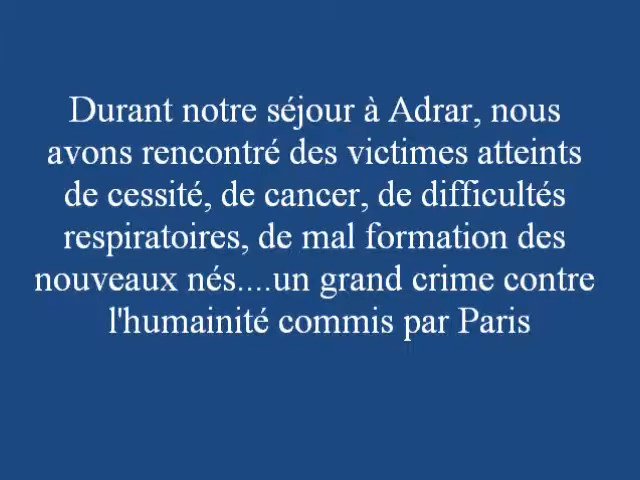 Durant notre séjour à Adrar, nous
avons rencontré des victimes atteints
de cessité, de cancer, de difficultés
respiratoires, de mal formation des
nouveaux nés....un grand crime contre
l'humainité commis par Paris